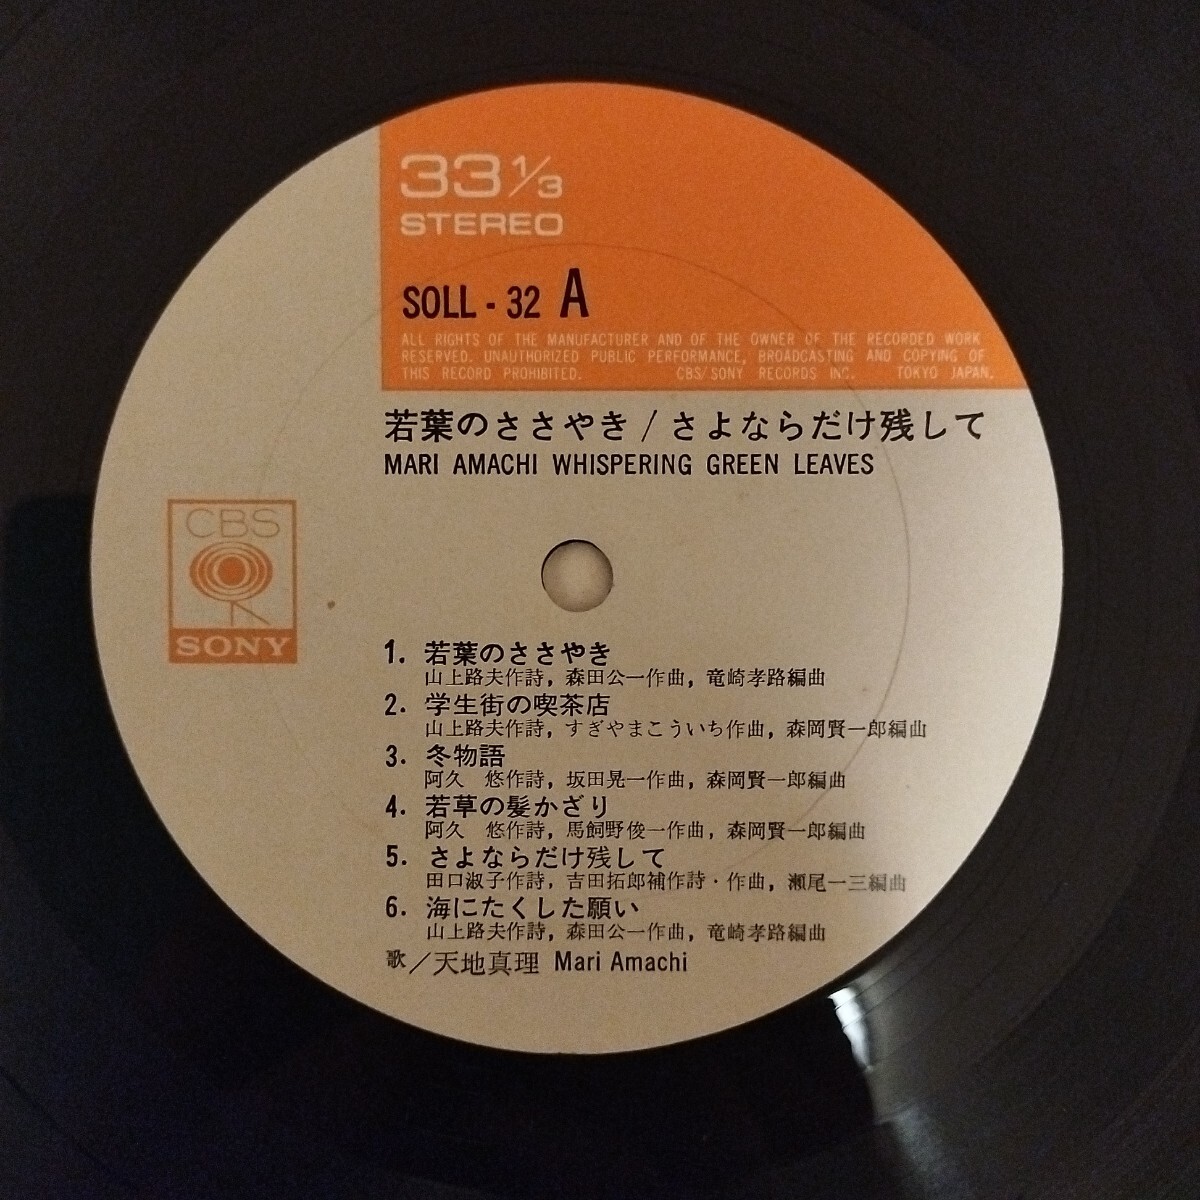 33 1/3
STEREO
SOLL - 32 A
ALL RIGHTS OF THE MANUFACTURER AND OF THE OWNER OF THE RECORDED WORK
RESERVED. UNAUTHORIZED PUBLIC PERFORMANCE, BROADCASTING AND COPYING OF
THIS RECORD PROHIBITED. CBS/SONY RECORDS INC. TOKYO JAPAN.
若葉のささやき/さよならだけ残して
MARI AMACHI WHISPERING GREEN LEAVES
CBS
SONY
1. 若葉のささやき
山上路夫作詩，森田公一作曲，竜崎孝路編曲
2. 学生街の喫茶店
山上路夫作詩，すぎやまこういち作曲，森岡賢一郎編曲
3. 冬物語
阿久　悠作詩，坂田晃一作曲，森岡賢一郎編曲
4. 若草の髪かざり
阿久　悠作詩，馬飼野俊一作曲，森岡賢一郎編曲
5. さよならだけ残して
田口淑子作詩，吉田拓郎補作詩・作曲，瀬尾一三編曲
6. 海にたくした願い
山上路夫作詩，森田公一作曲，竜崎孝路編曲
歌／天地真理 Mari Amachi